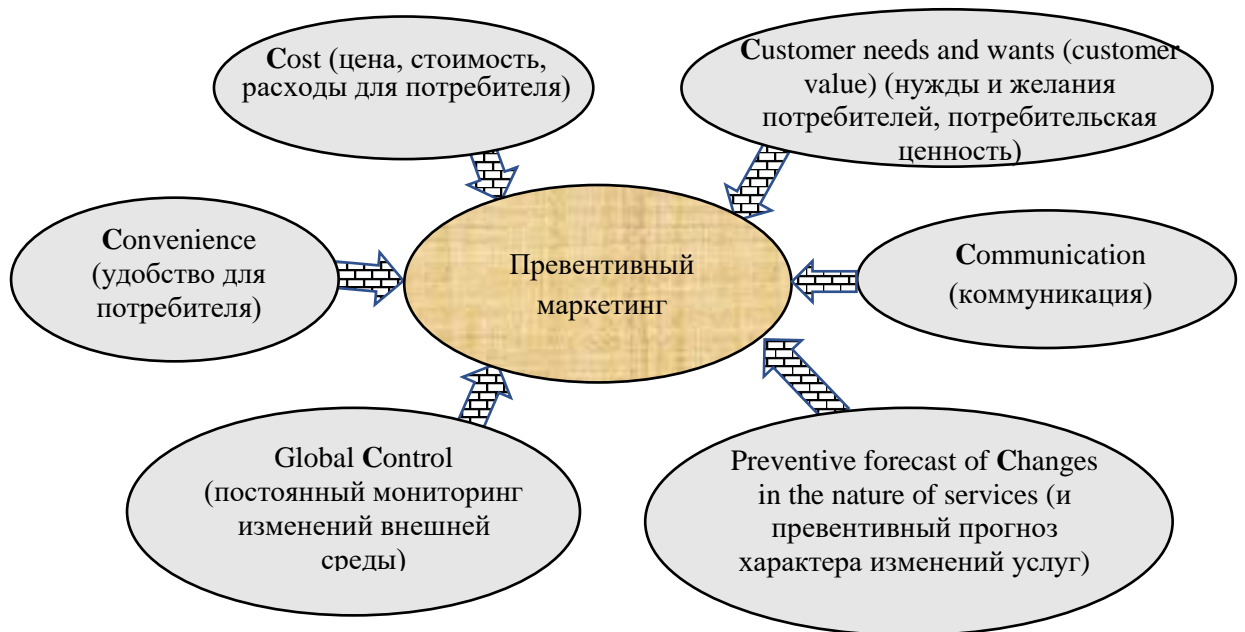 Cost (цена, стоимость,
расходы для потребителя)
Customer needs and wants (customer
value) (нужды и желания
потребителей, потребительская
ценность)
Convenience
(удобство для
потребителя)
Превентивный
маркетинг
Communication
(коммуникация)
Global Control
(постоянный мониторинг
изменений внешней
среды)
Preventive forecast of Changes
in the nature of services (и
превентивный прогноз
характера изменений услуг)